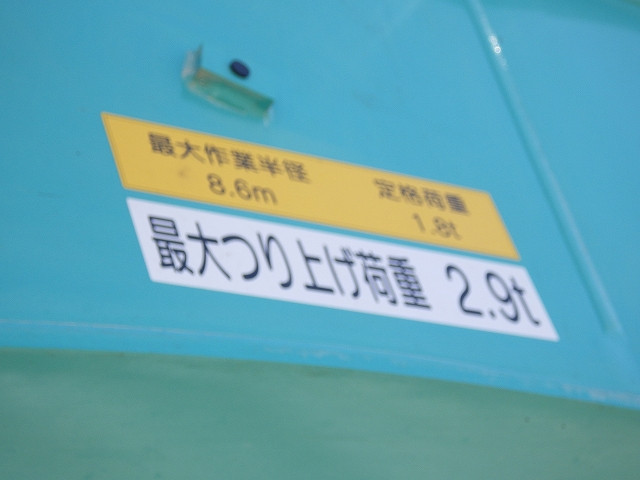 最大作業半径 定格荷重
8.6m 1.8t
最大つり上げ荷重 2.9t